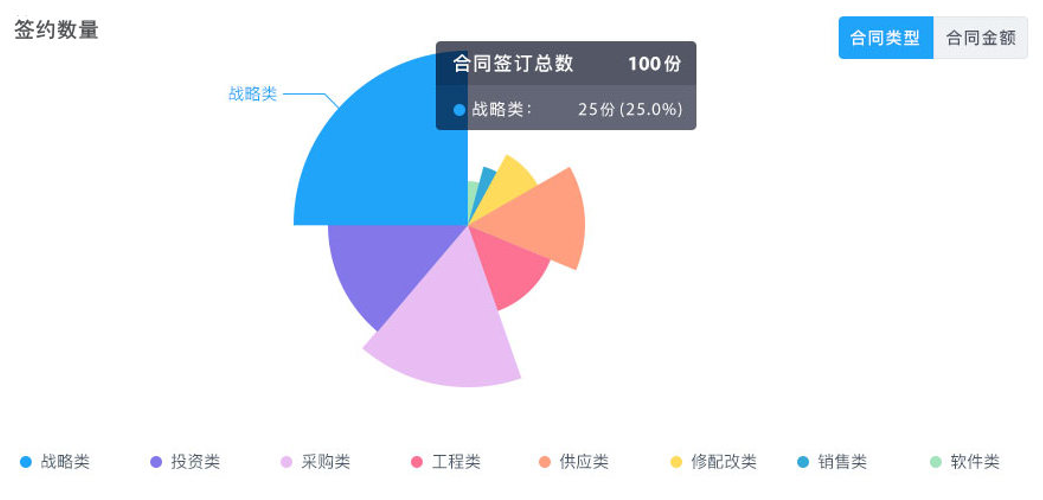 签约数量
合同类型
合同金额
合同签订总数 100份
战略类
战略类： 25份 (25.0%)
战略类 投资类 采购类 工程类 供应类 修配改类 销售类 软件类